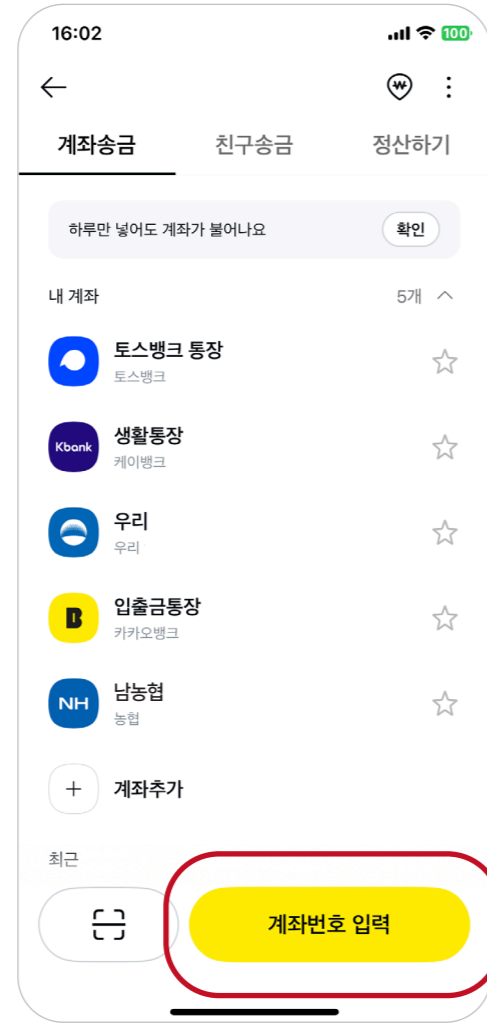 16:02
100
계좌송금 친구송금 정산하기
하루만 넣어도 계좌가 불어나요 확인
내 계좌 5개
토스뱅크 통장
토스뱅크
Kbank 생활통장
케이뱅크
우리
우리
B 입출금통장
카카오뱅크
NH 남농협
농협
계좌추가
최근
계좌번호 입력